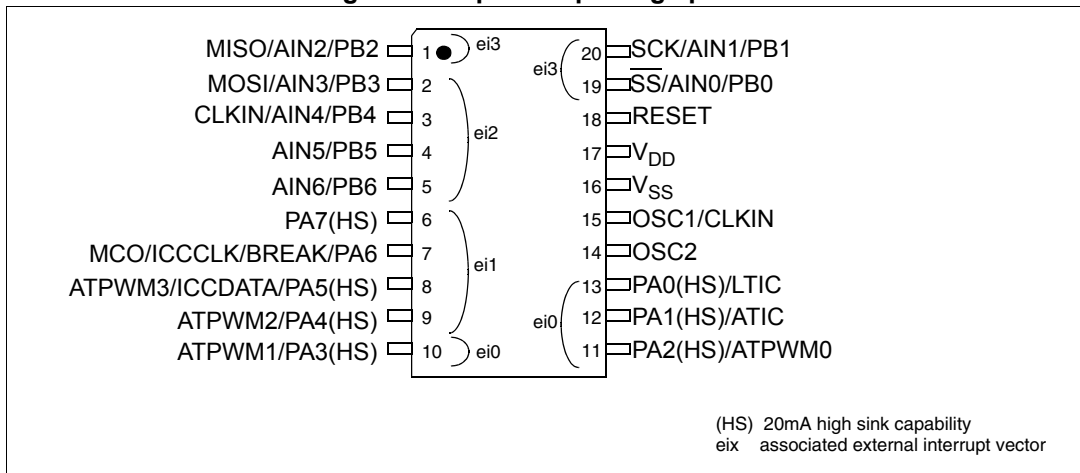 MISO/AIN2/PB2 1 ei3
MOSI/AIN3/PB3 2
CLKIN/AIN4/PB4 3
ei2
AIN5/PB5 4
AIN6/PB6 5
PA7(HS) 6
MCO/ICCCLK/BREAK/PA6 7
ei1
ATPWM3/ICCDATA/PA5(HS) 8
ATPWM2/PA4(HS) 9
ATPWM1/PA3(HS) 10 ei0
20 SCK/AIN1/PB1
ei3
19 SS/AIN0/PB0
18 RESET
17 VDD
16 VSS
15 OSC1/CLKIN
14 OSC2
13 PA0(HS)/LTIC
ei0 12 PA1(HS)/ATIC
11 PA2(HS)/ATPWM0
(HS) 20mA high sink capability
eix associated external interrupt vector